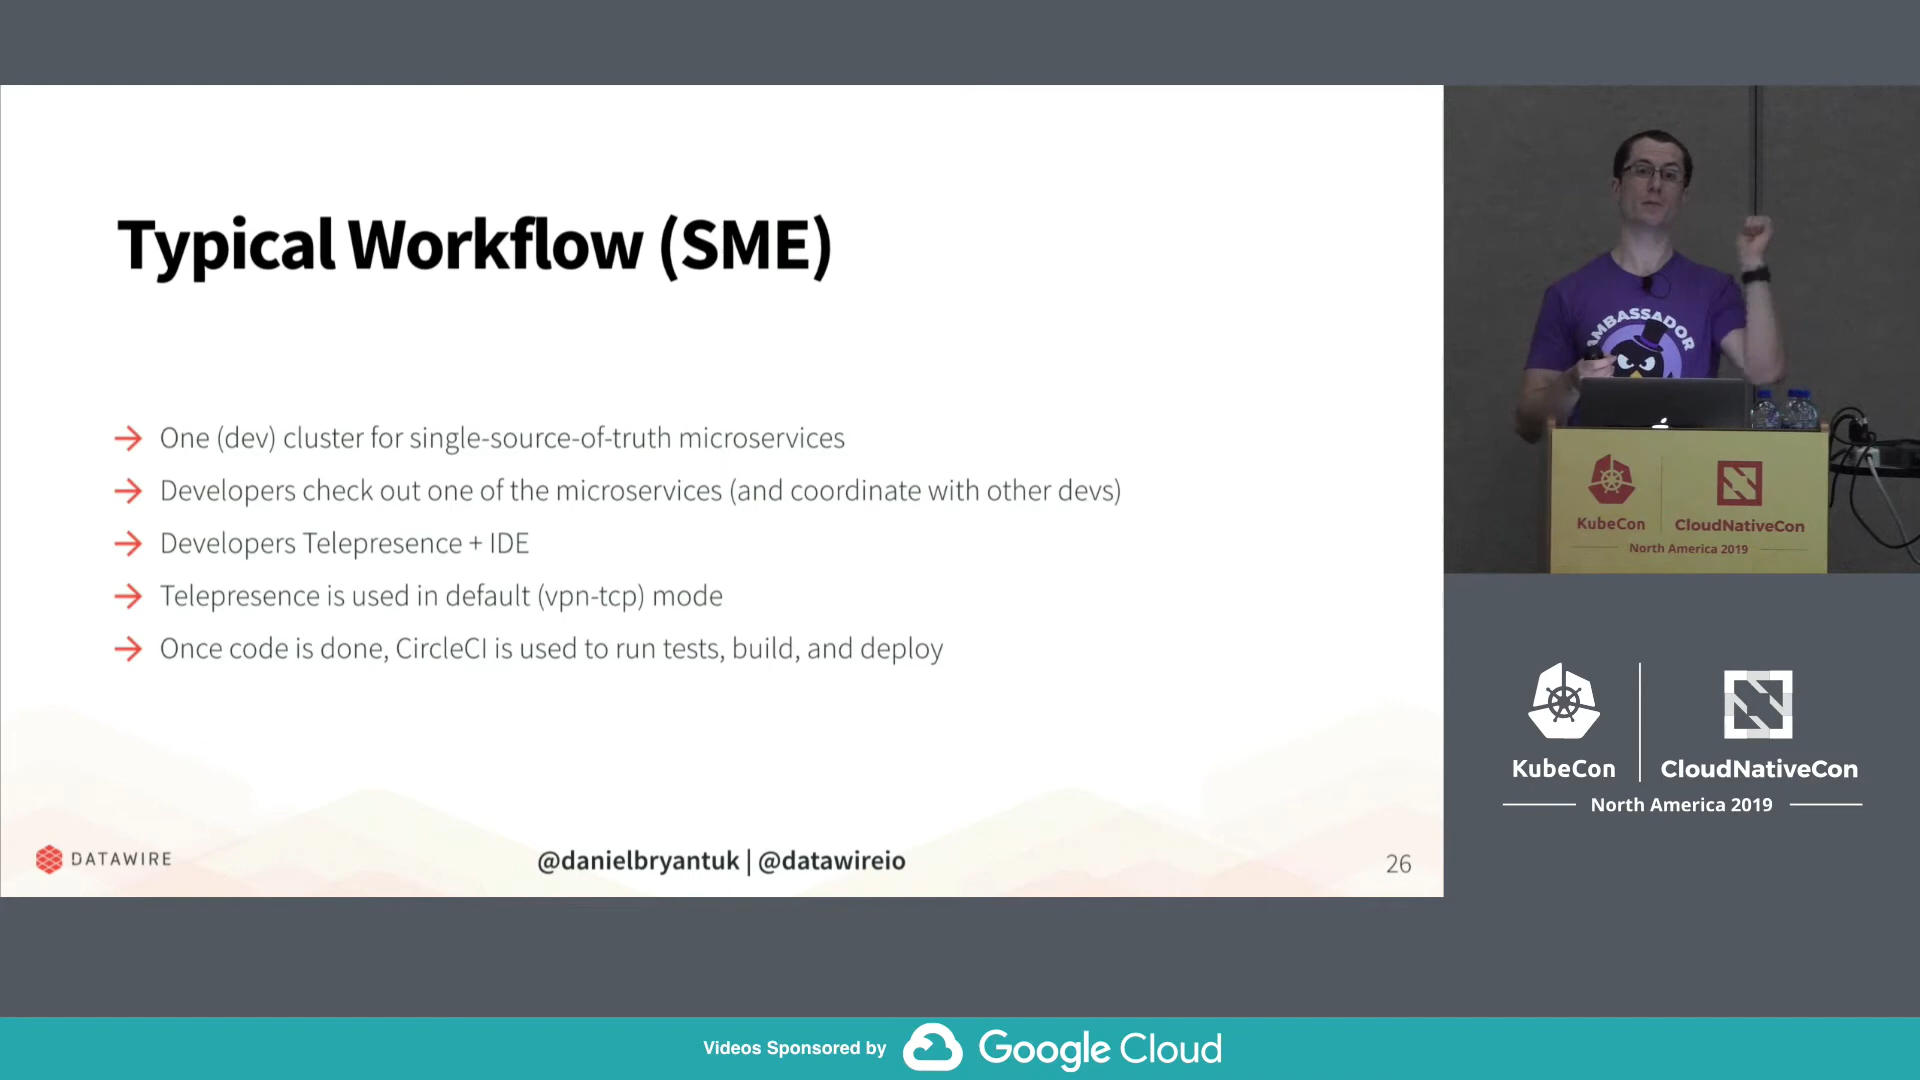 Typical Workflow (SME)
One (dev) cluster for single-source-of-truth microservices
Developers check out one of the microservices (and coordinate with other devs)
Developers Telepresence + IDE
Telepresence is used in default (vpn-tcp) mode
Once code is done, CircleCI is used to run tests, build, and deploy
DATAWIRE
@danielbryantuk | @datawireio
26
AMBASSADOR
KubeCon
CloudNativeCon
North America 2019
KubeCon
CloudNativeCon
North America 2019
Videos Sponsored by
Google Cloud